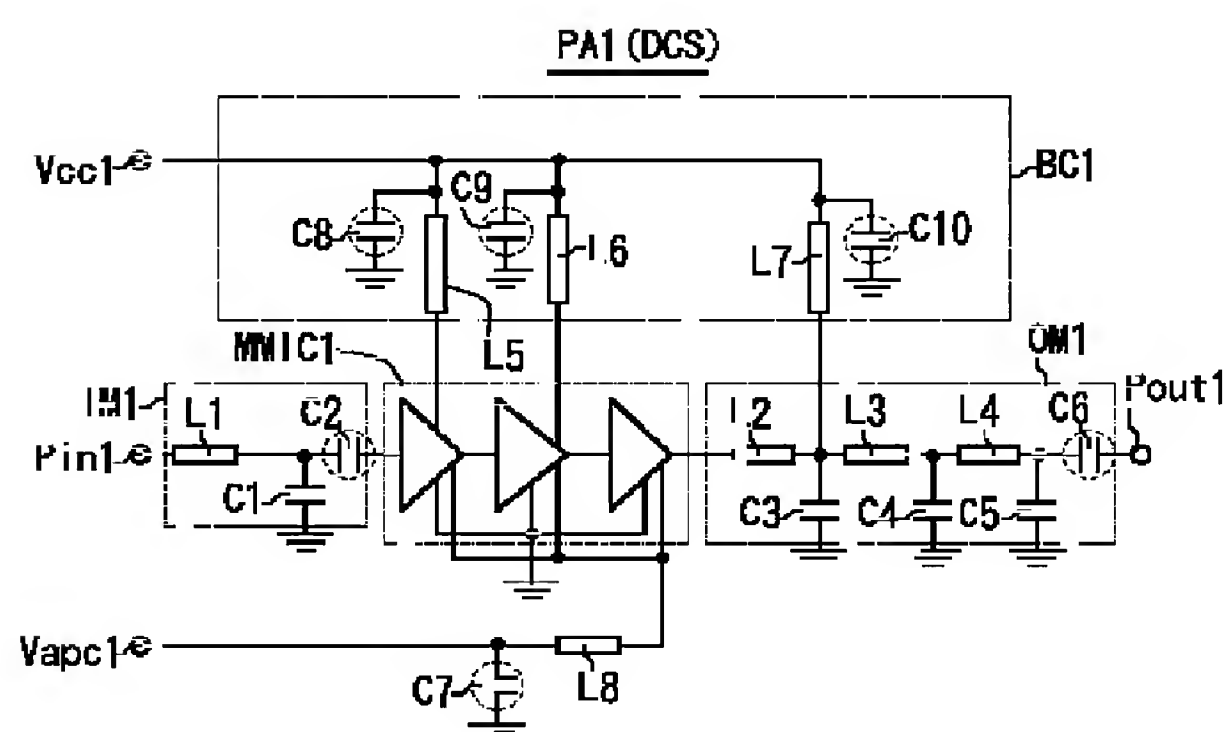 PA1(DCS)
Vcc1
BC1
C8
C9
L6
L7
C10
L5
MMIC1
OM1
IM1
L1
C2
L2
L3
L4
C6
Pout1
Pin1
C1
C3
C4
C5
Vapc1
C7
L8